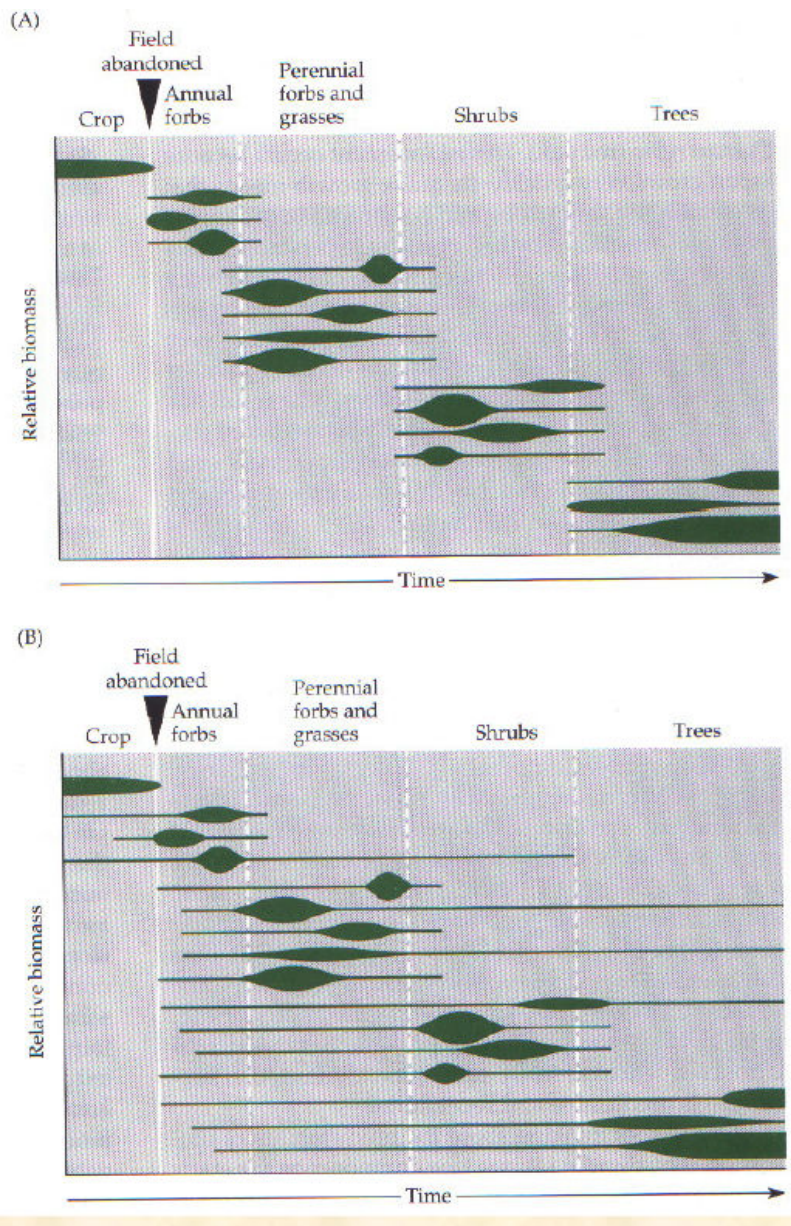 (A)
Field
abandoned
Crop
Annual
forbs
Perennial
forbs and
grasses
Shrubs
Trees
Relative biomass
Time
(B)
Field
abandoned
Crop
Annual
forbs
Perennial
forbs and
grasses
Shrubs
Trees
Relative biomass
Time